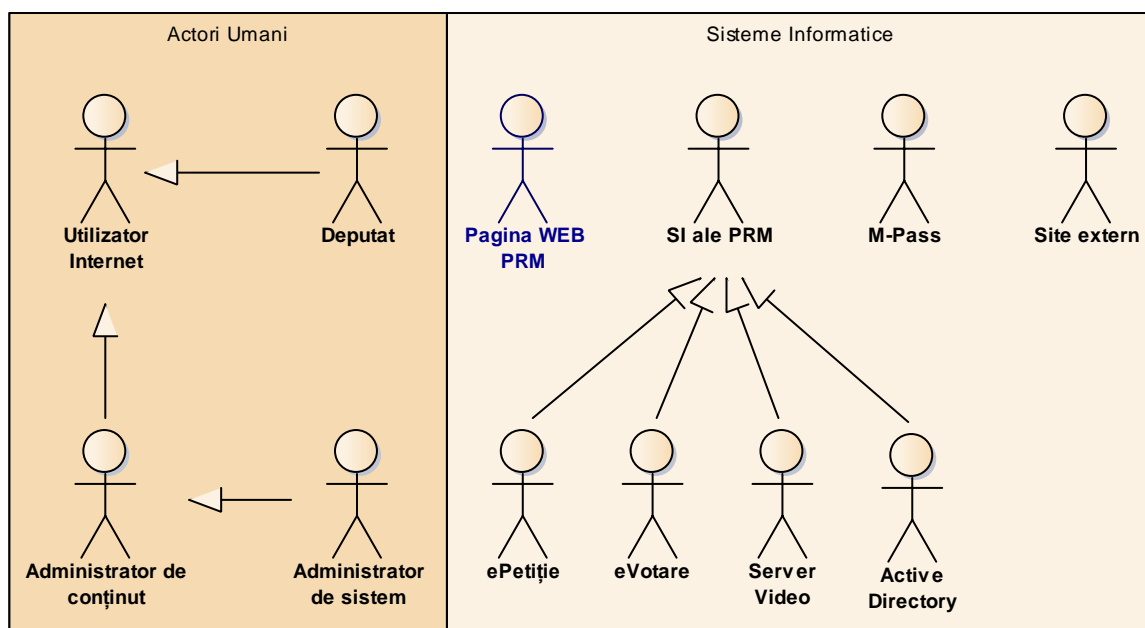 Actori Umani
Sisteme Informatice
Utilizator
Internet
Deputat
Pagina WEB
PRM
SI ale PRM
M-Pass
Site extern
Administrator de
conținut
Administrator
de sistem
ePetiție
eVotare
Server
Video
Active
Directory